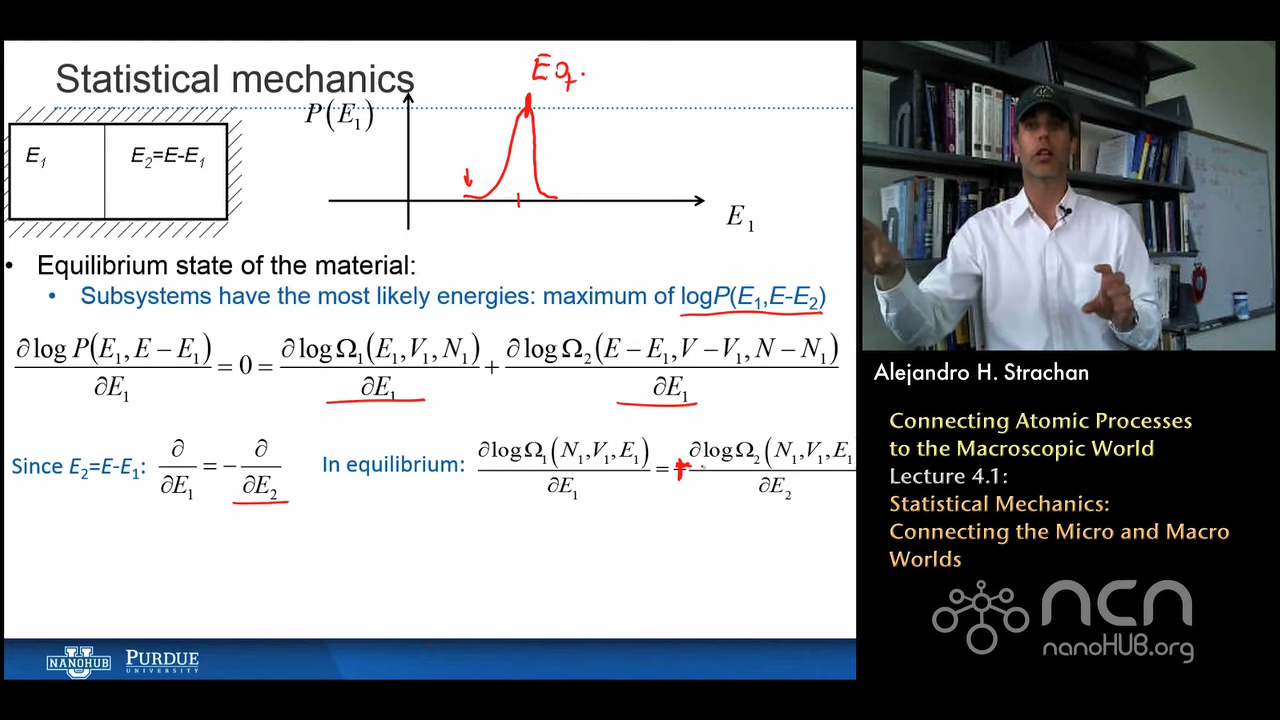 Statistical mechanics
Eq.
P(E₁)
E₁
E₂=E-E₁
E₁
• Equilibrium state of the material:
• Subsystems have the most likely energies: maximum of logP(E₁,E-E₂)
∂log P(E₁, E − E₁)/∂E₁ = 0 = ∂log Ω₁(E₁,V₁,N₁)/∂E₁ + ∂log Ω₂(E − E₁,V − V₁,N − N₁)/∂E₁
Since E₂=E-E₁: ∂/∂E₁ = − ∂/∂E₂
In equilibrium: ∂log Ω₁(N₁,V₁,E₁)/∂E₁ = + ∂log Ω₂(N₁,V₁,E₁/∂E₂
NANOHUB
U
PURDUE
UNIVERSITY
Alejandro H. Strachan
Connecting Atomic Processes
to the Macroscopic World
Lecture 4.1:
Statistical Mechanics:
Connecting the Micro and Macro
Worlds
ncn
nanoHUB.org